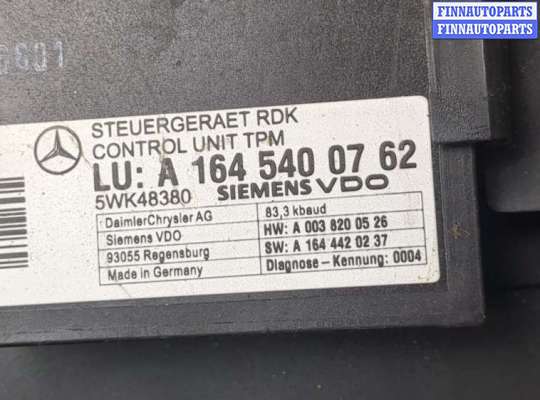 FINNAUTOPARTS
FINNAUTOPARTS
STEUERGERAET RDK
CONTROL UNIT TPM
LU: A 164 540 07 62
5WK48380 SIEMENS VDO
DaimlerChrysler AG
Siemens VDO
93055 Regensburg
Made in Germany
83,3 kbaud
HW: A 003 820 05 26
SW: A 164 442 02 37
Diagnose - Kennung: 0004